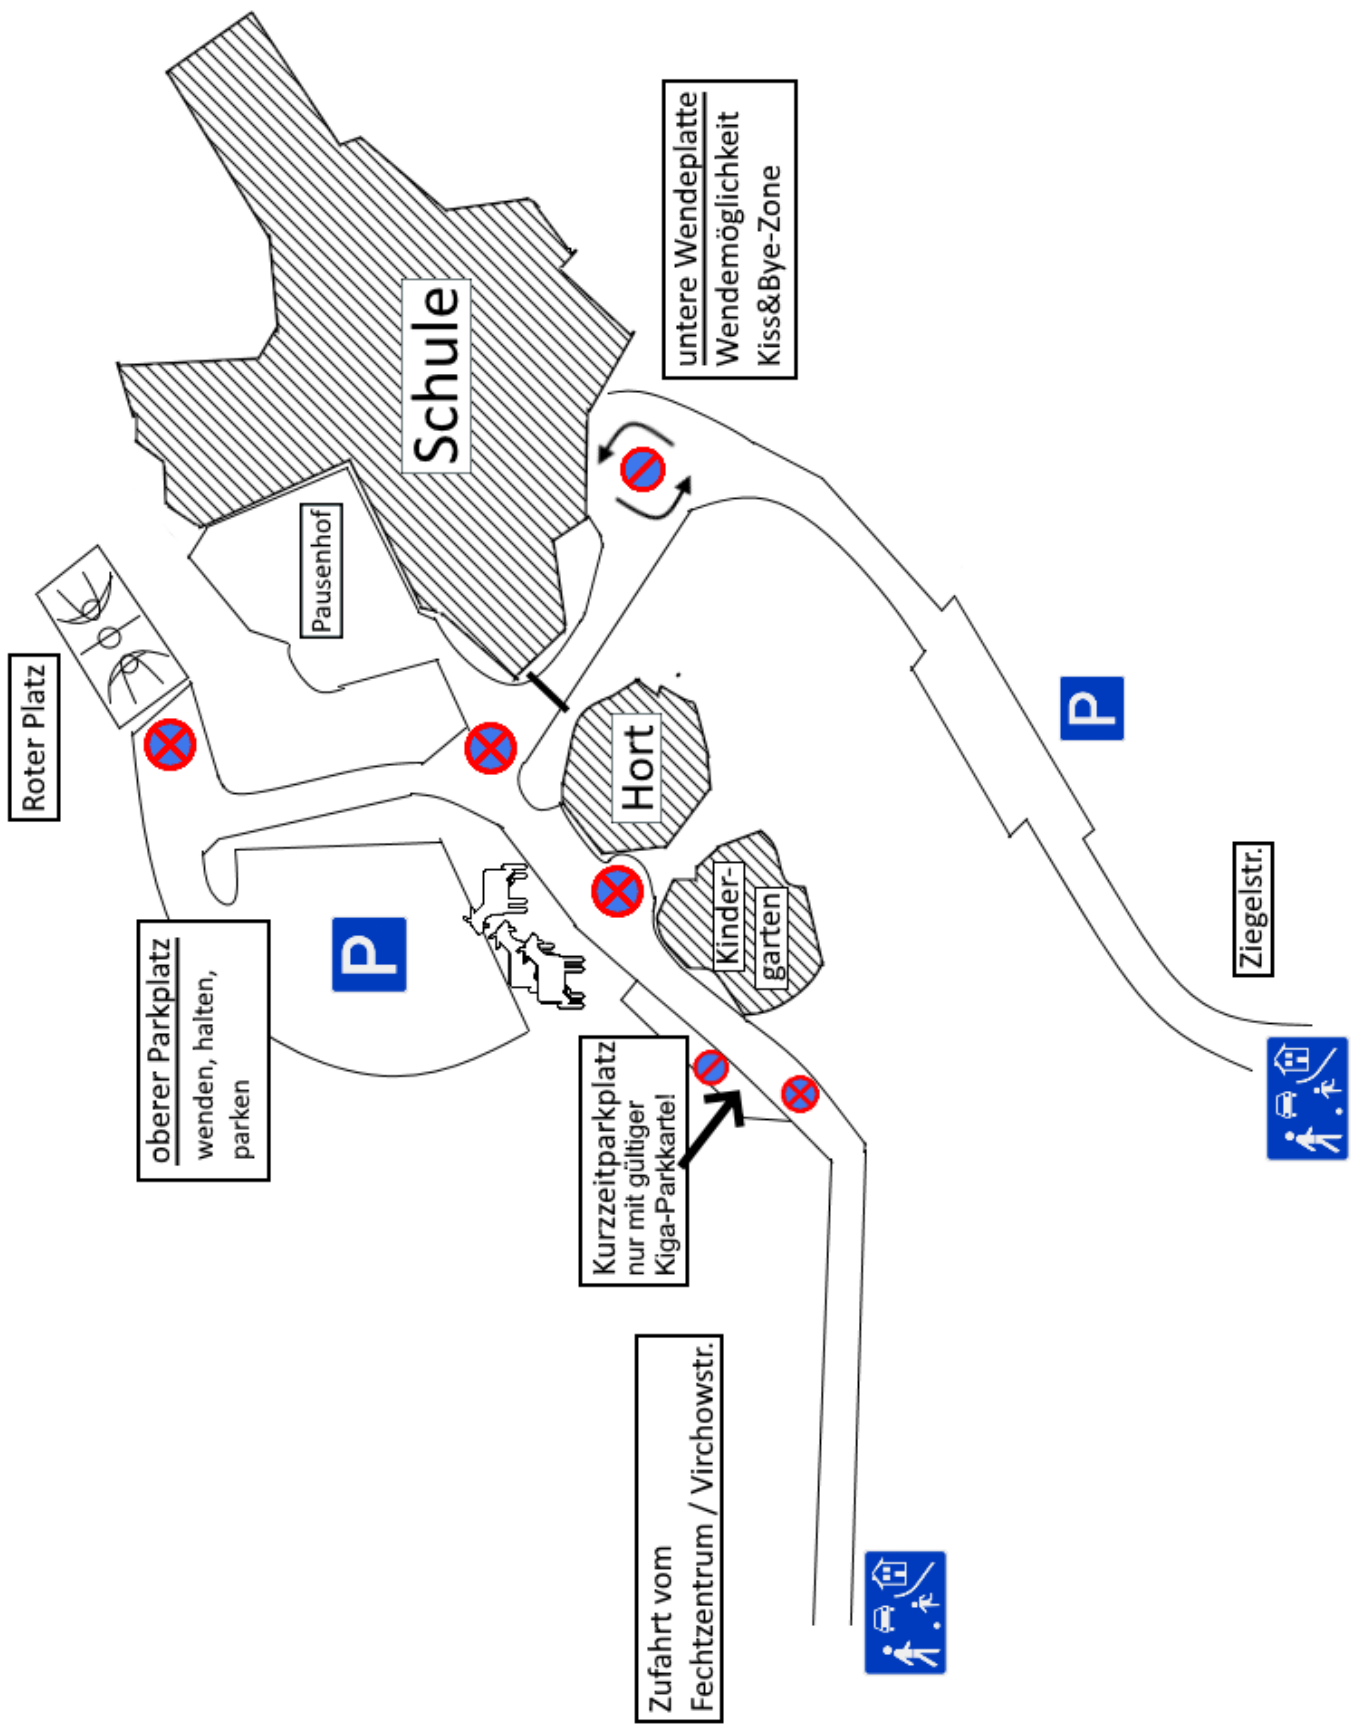 Roter Platz
oberer Parkplatz
wenden, halten,
parken
P
Pausenhof
Schule
untere Wendeplatte
Wendemöglichkeit
Kiss&Bye-Zone
Hort
Kinder-
garten
Kurzzeitparkplatz
nur mit gültiger
Kiga-Parkkarte!
Zufahrt vom
Fechtzentrum / Virchowstr.
P
Ziegelstr.